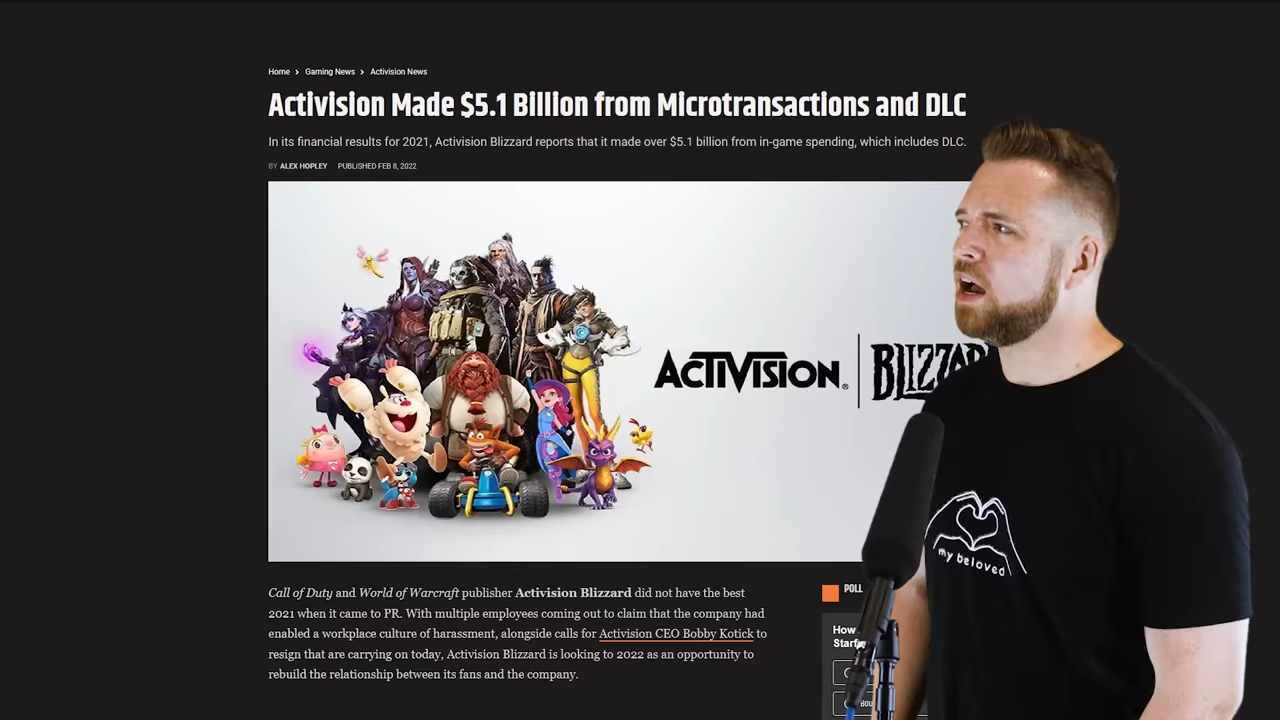 Home > Gaming News > Activision News
Activision Made $5.1 Billion from Microtransactions and DLC
In its financial results for 2021, Activision Blizzard reports that it made over $5.1 billion from in-game spending, which includes DLC.
BY ALEX HOPLEY PUBLISHED FEB 8, 2022
ACTIVISION® | BLIZZARD
my beloved
Call of Duty and World of Warcraft publisher Activision Blizzard did not have the best
2021 when it came to PR. With multiple employees coming out to claim that the company had
enabled a workplace culture of harassment, alongside calls for Activision CEO Bobby Kotick to
resign that are carrying on today, Activision Blizzard is looking to 2022 as an opportunity to
rebuild the relationship between its fans and the company.
POLL
How